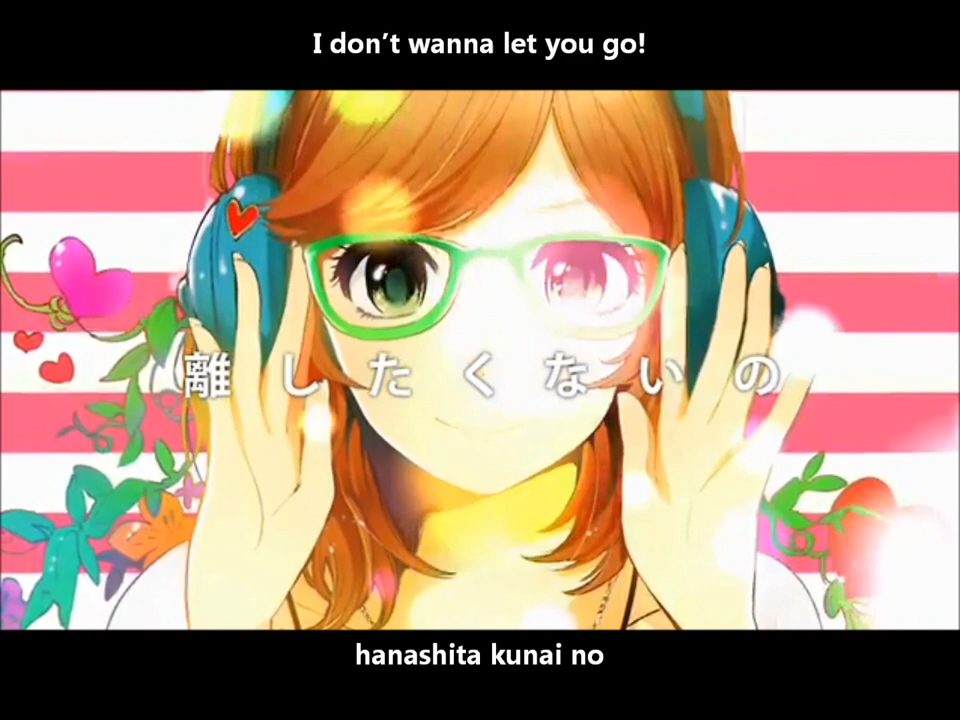 I don’t wanna let you go!
離したくないの
hanashita kunai no